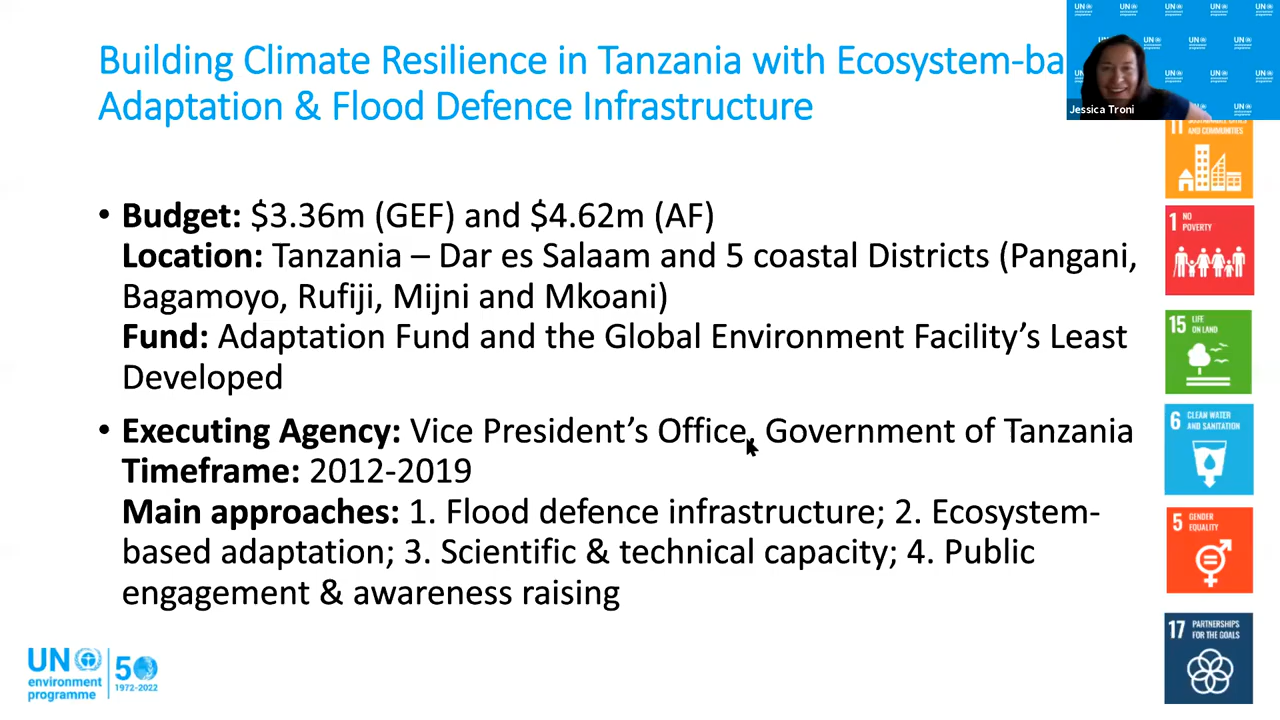 Building Climate Resilience in Tanzania with Ecosystem-ba
Adaptation & Flood Defence Infrastructure
Jessica Troni
• Budget: $3.36m (GEF) and $4.62m (AF)
Location: Tanzania – Dar es Salaam and 5 coastal Districts (Pangani,
Bagamoyo, Rufiji, Mijni and Mkoani)
Fund: Adaptation Fund and the Global Environment Facility’s Least
Developed
• Executing Agency: Vice President’s Office, Government of Tanzania
Timeframe: 2012-2019
Main approaches: 1. Flood defence infrastructure; 2. Ecosystem-
based adaptation; 3. Scientific & technical capacity; 4. Public
engagement & awareness raising
11
AND COMMUNITIES
1 NO
POVERTY
15 LIFE
ON LAND
6 CLEAN WATER
AND SANITATION
5 GENDER
EQUALITY
17 PARTNERSHIPS
FOR THE GOALS
UN
environment
programme
50
1972-2022